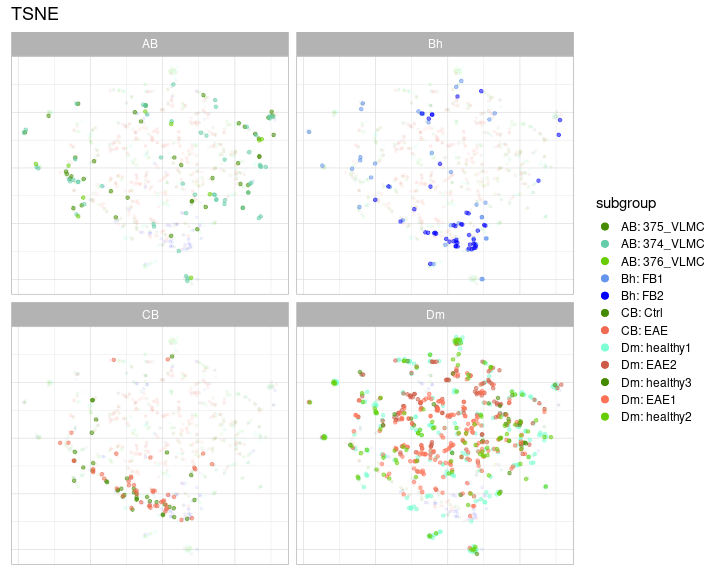 TSNE
AB
Bh
CB
Dm
subgroup
AB: 375_VLMC
AB: 374_VLMC
AB: 376_VLMC
Bh: FB1
Bh: FB2
CB: Ctrl
CB: EAE
Dm: healthy1
Dm: EAE2
Dm: healthy3
Dm: EAE1
Dm: healthy2